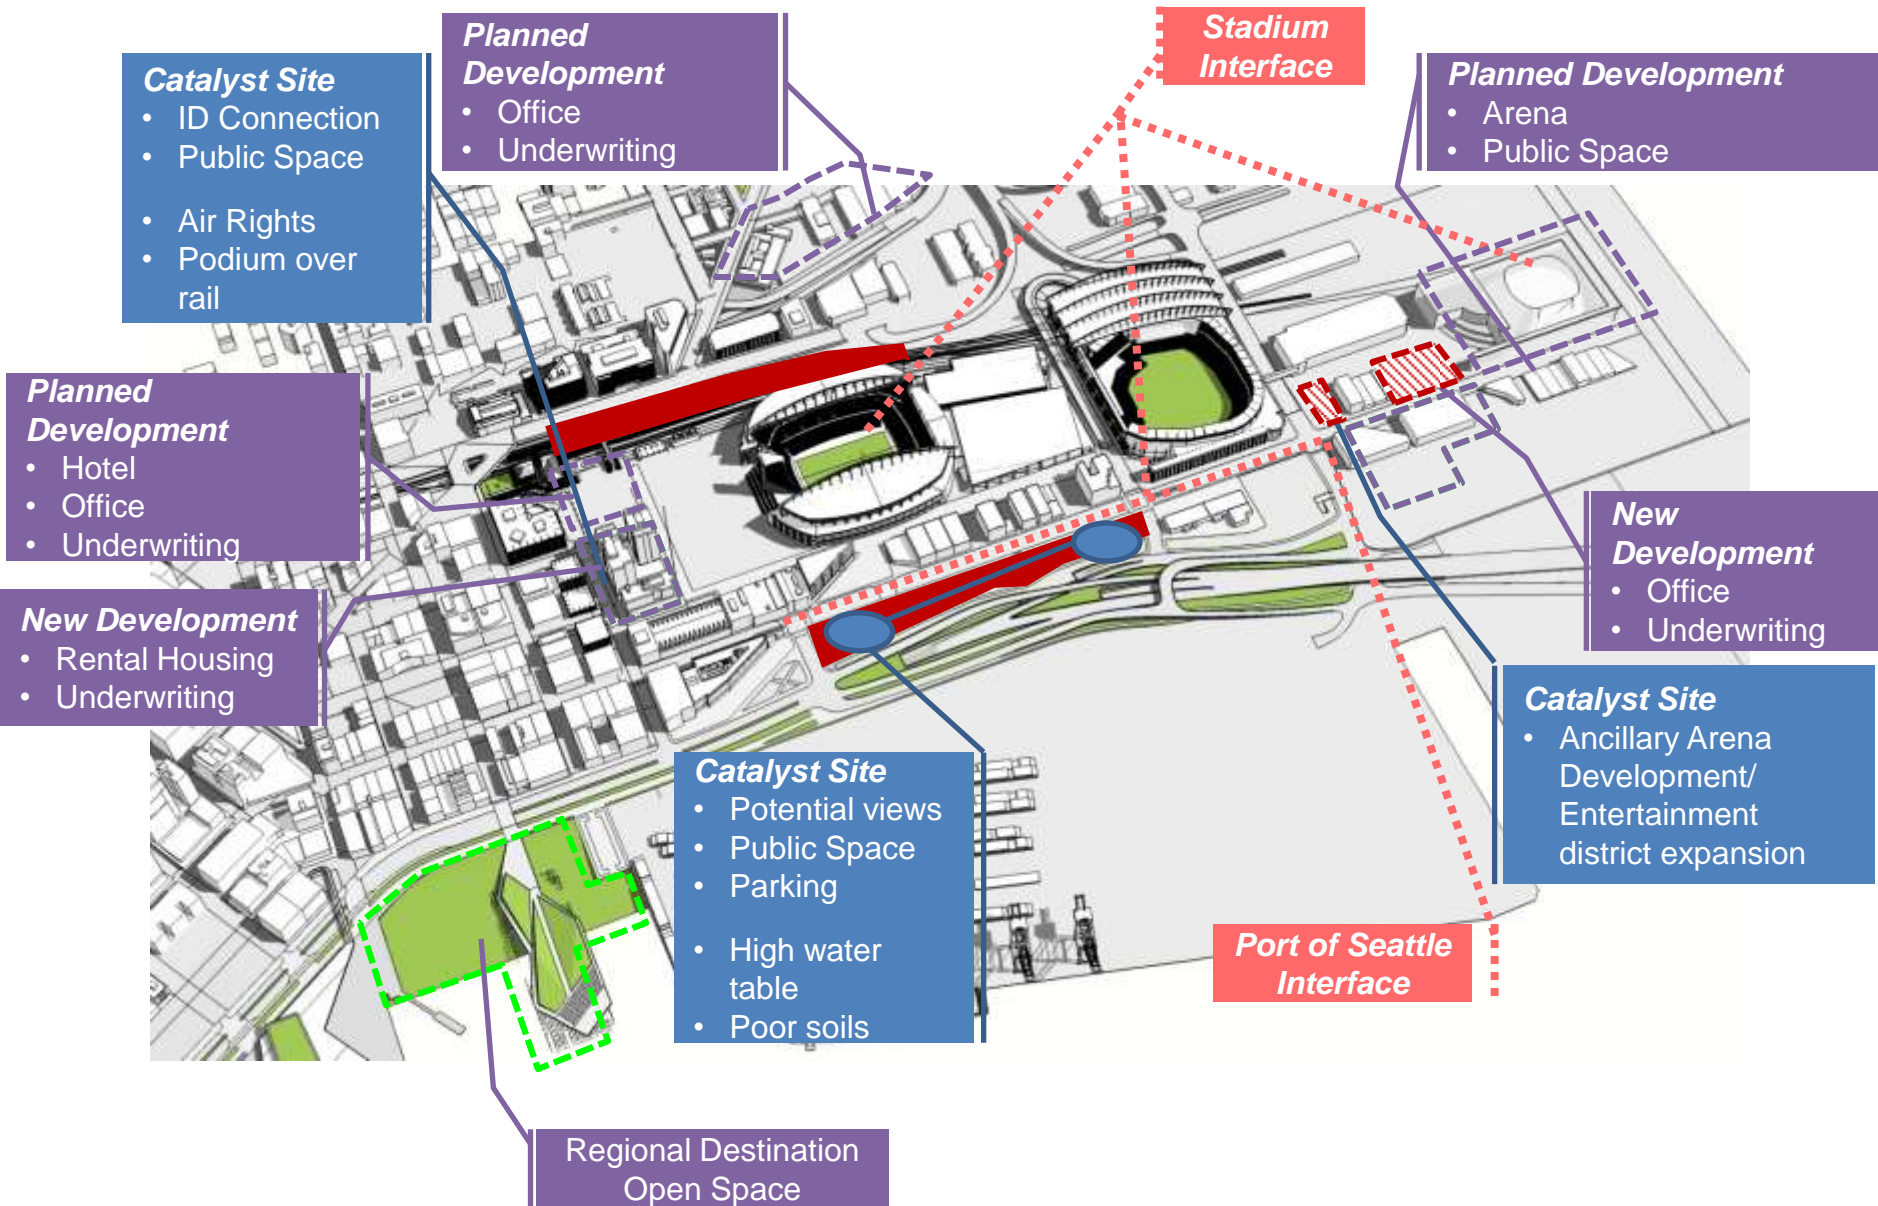 Planned
Development
• Office
• Underwriting
Stadium
Interface
Catalyst Site
• ID Connection
• Public Space
• Air Rights
• Podium over
rail
Planned Development
• Arena
• Public Space
Planned
Development
• Hotel
• Office
• Underwriting
New
Development
• Office
• Underwriting
New Development
• Rental Housing
• Underwriting
Catalyst Site
• Ancillary Arena
Development/
Entertainment
district expansion
Catalyst Site
• Potential views
• Public Space
• Parking
• High water
table
• Poor soils
Port of Seattle
Interface
Regional Destination
Open Space